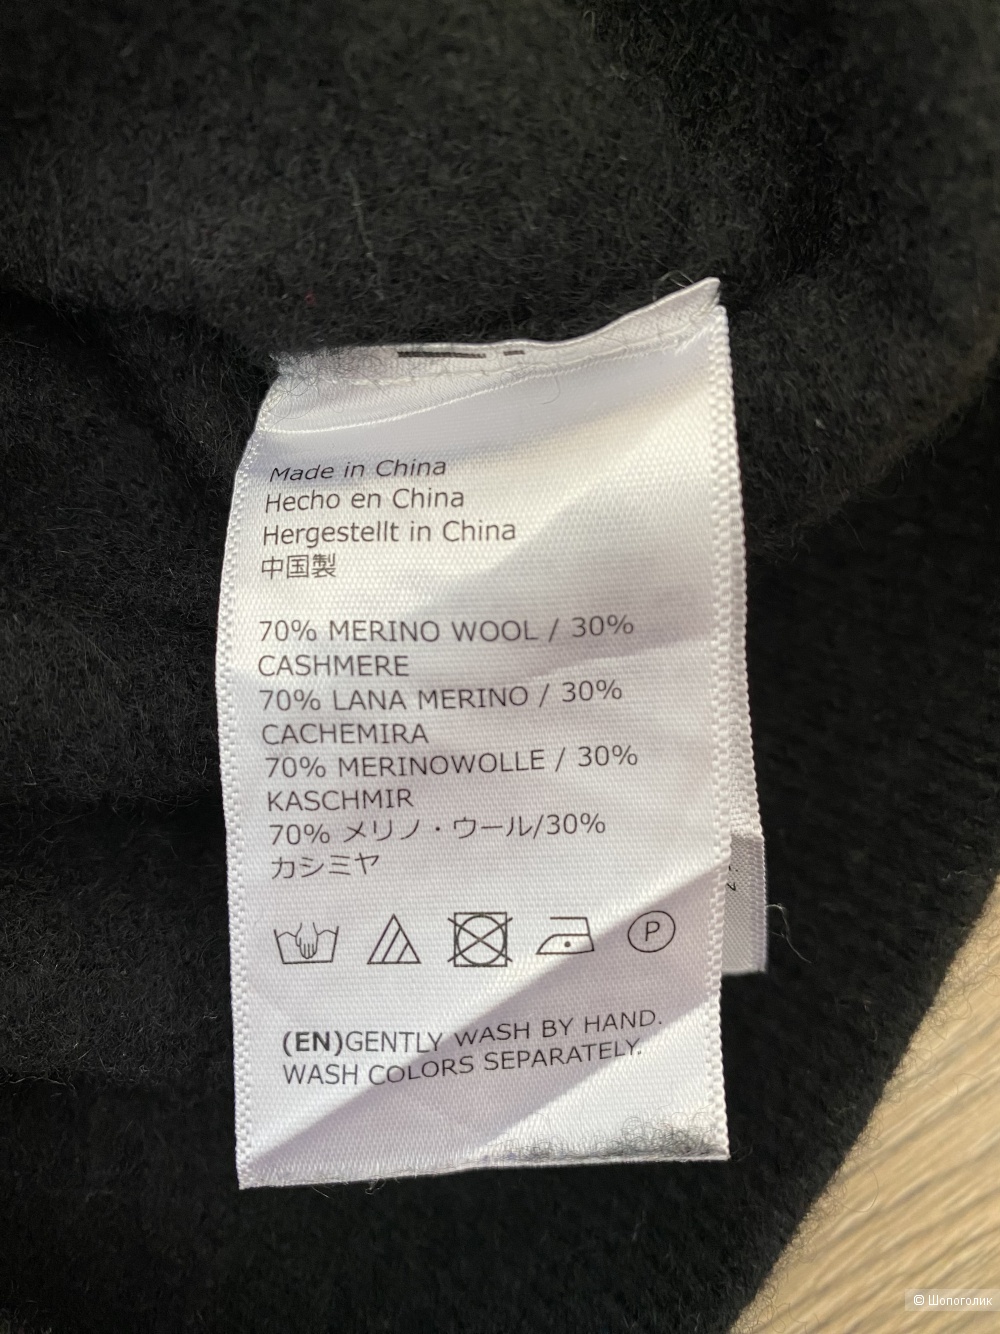 Made in China
Hecho en China
Hergestellt in China
中国製
70% MERINO WOOL / 30%
CASHMERE
70% LANA MERINO / 30%
CACHEMIRA
70% MERINOWOLLE / 30%
KASCHMIR
70% メリノ・ウール/30%
カシミヤ
P
(EN)GENTLY WASH BY HAND.
WASH COLORS SEPARATELY.
© Шопоголик